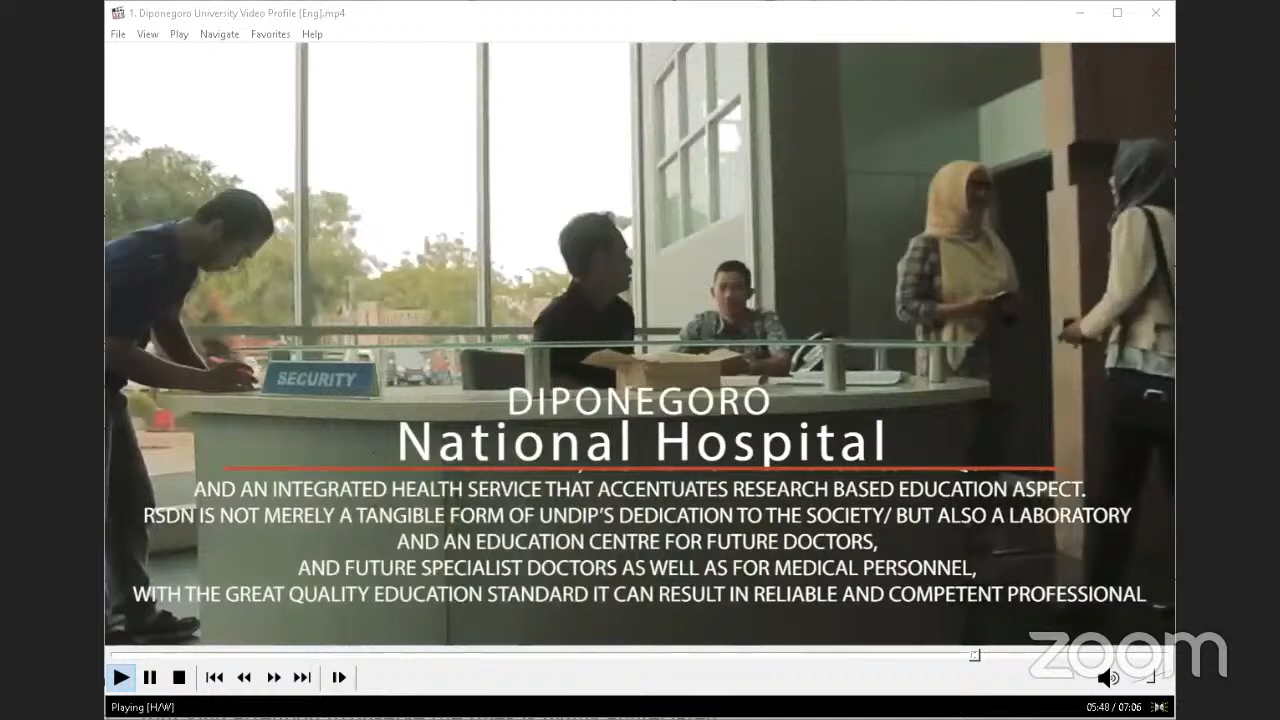 1. Diponegoro University Video Profile [Eng].mp4
File View Play Navigate Favorites Help
SECURITY
DIPONEGORO
National Hospital
AND AN INTEGRATED HEALTH SERVICE THAT ACCENTUATES RESEARCH BASED EDUCATION ASPECT.
RSDN IS NOT MERELY A TANGIBLE FORM OF UNDIP'S DEDICATION TO THE SOCIETY/ BUT ALSO A LABORATORY
AND AN EDUCATION CENTRE FOR FUTURE DOCTORS,
AND FUTURE SPECIALIST DOCTORS AS WELL AS FOR MEDICAL PERSONNEL,
WITH THE GREAT QUALITY EDUCATION STANDARD IT CAN RESULT IN RELIABLE AND COMPETENT PROFESSIONAL
zoom
Playing [H/W]
05:48 / 07:06